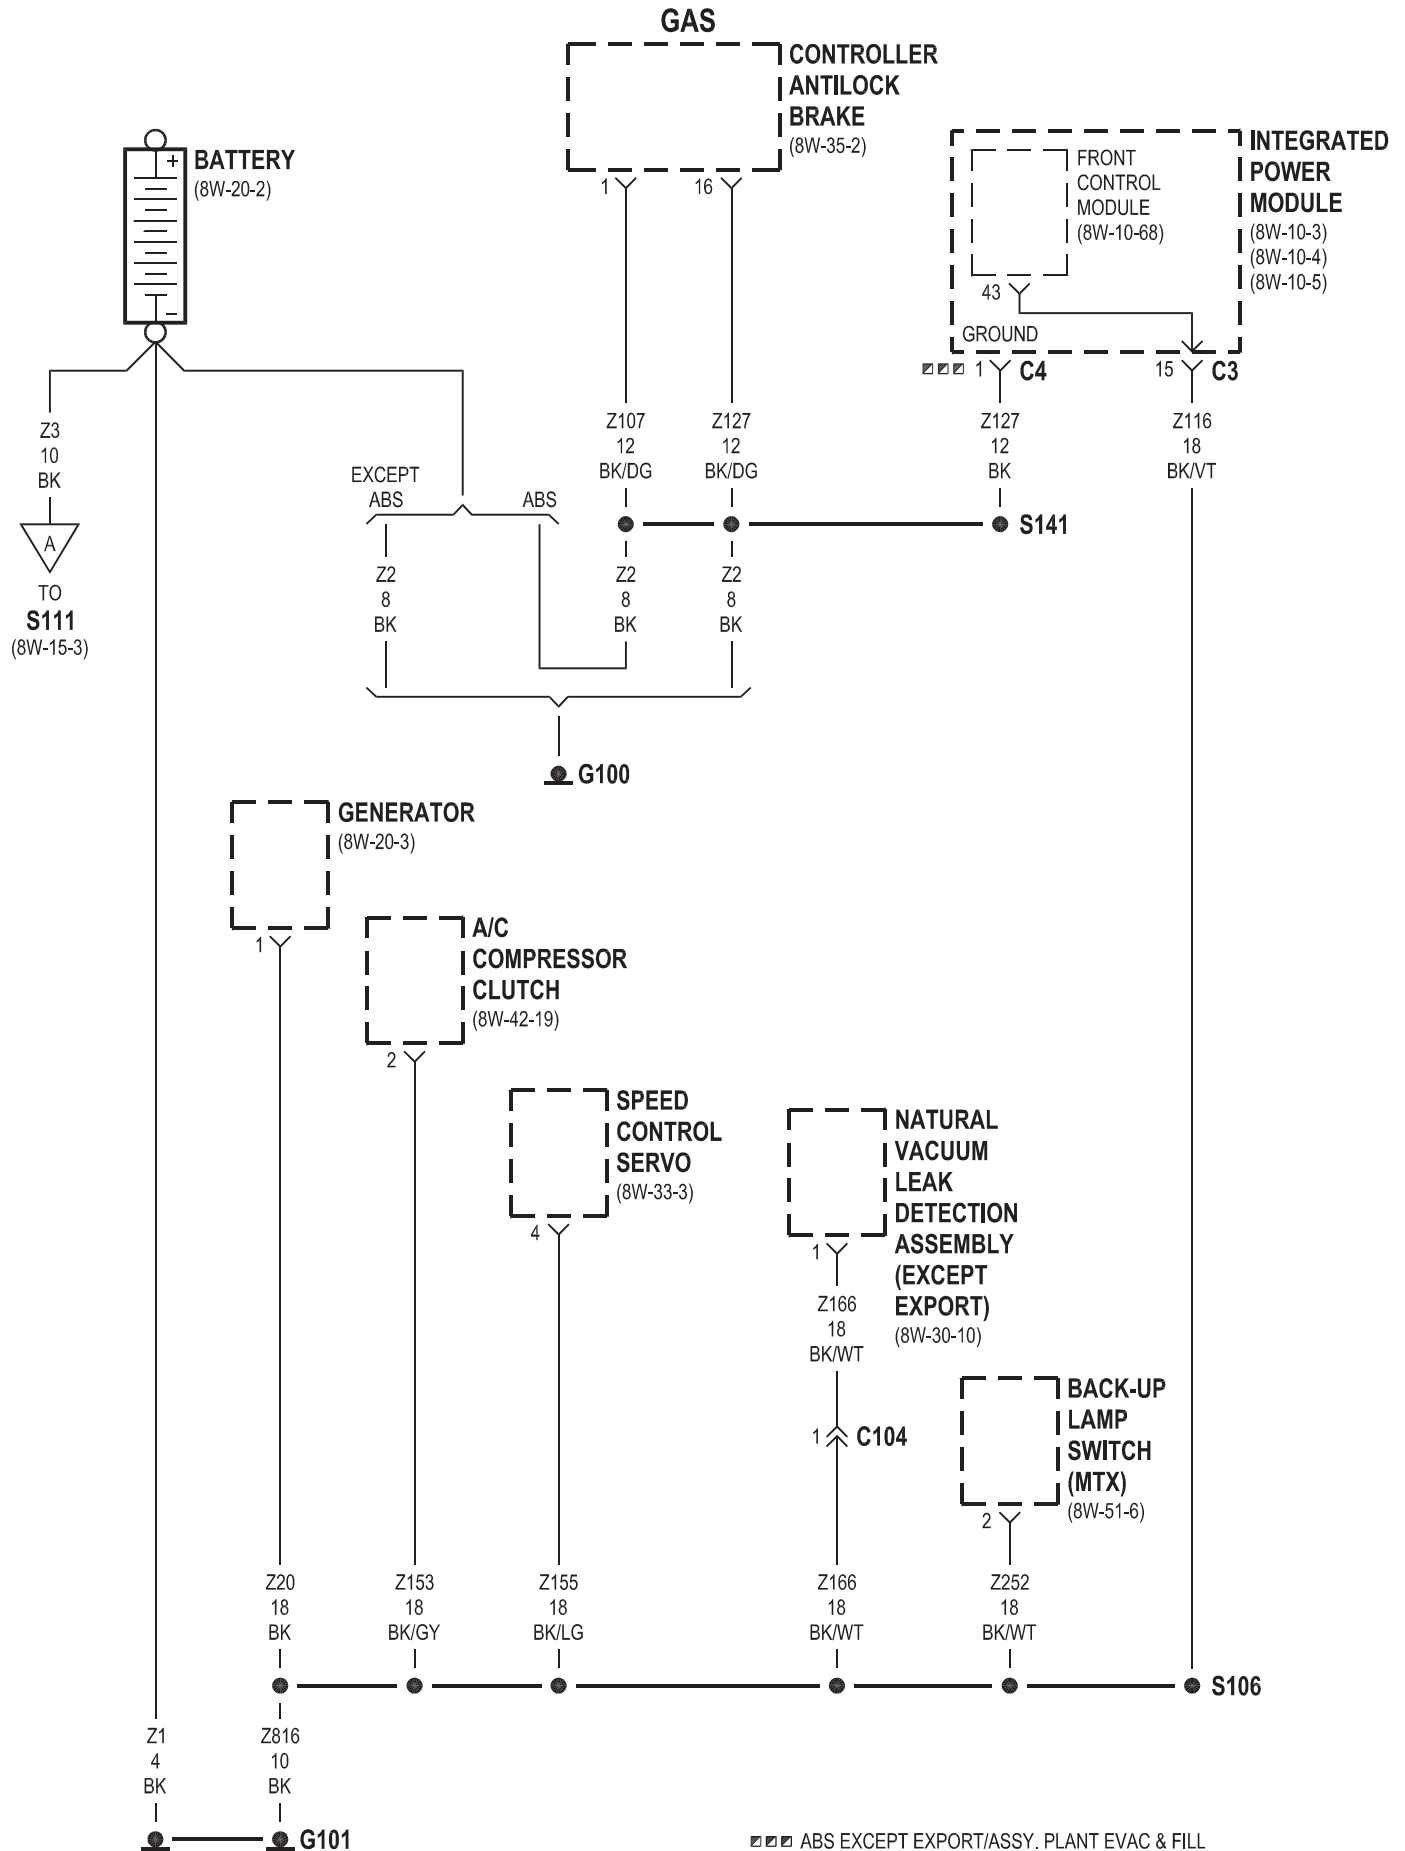 GAS
CONTROLLER
ANTILOCK
BRAKE
(8W-35-2)
1
16
BATTERY
(8W-20-2)
+
−
INTEGRATED
POWER
MODULE
(8W-10-3)
(8W-10-4)
(8W-10-5)
FRONT
CONTROL
MODULE
(8W-10-68)
43
GROUND
1
C4
15
C3
Z3
10
BK
A
TO
S111
(8W-15-3)
Z107
12
BK/DG
Z127
12
BK/DG
Z127
12
BK
Z116
18
BK/VT
EXCEPT
ABS
ABS
S141
Z2
8
BK
Z2
8
BK
Z2
8
BK
G100
GENERATOR
(8W-20-3)
1
A/C
COMPRESSOR
CLUTCH
(8W-42-19)
2
SPEED
CONTROL
SERVO
(8W-33-3)
4
NATURAL
VACUUM
LEAK
DETECTION
ASSEMBLY
(EXCEPT
EXPORT)
(8W-30-10)
1
Z166
18
BK/WT
1
C104
BACK-UP
LAMP
SWITCH
(MTX)
(8W-51-6)
2
Z20
18
BK
Z153
18
BK/GY
Z155
18
BK/LG
Z166
18
BK/WT
Z252
18
BK/WT
S106
Z1
4
BK
Z816
10
BK
G101
ABS EXCEPT EXPORT/ASSY. PLANT EVAC & FILL